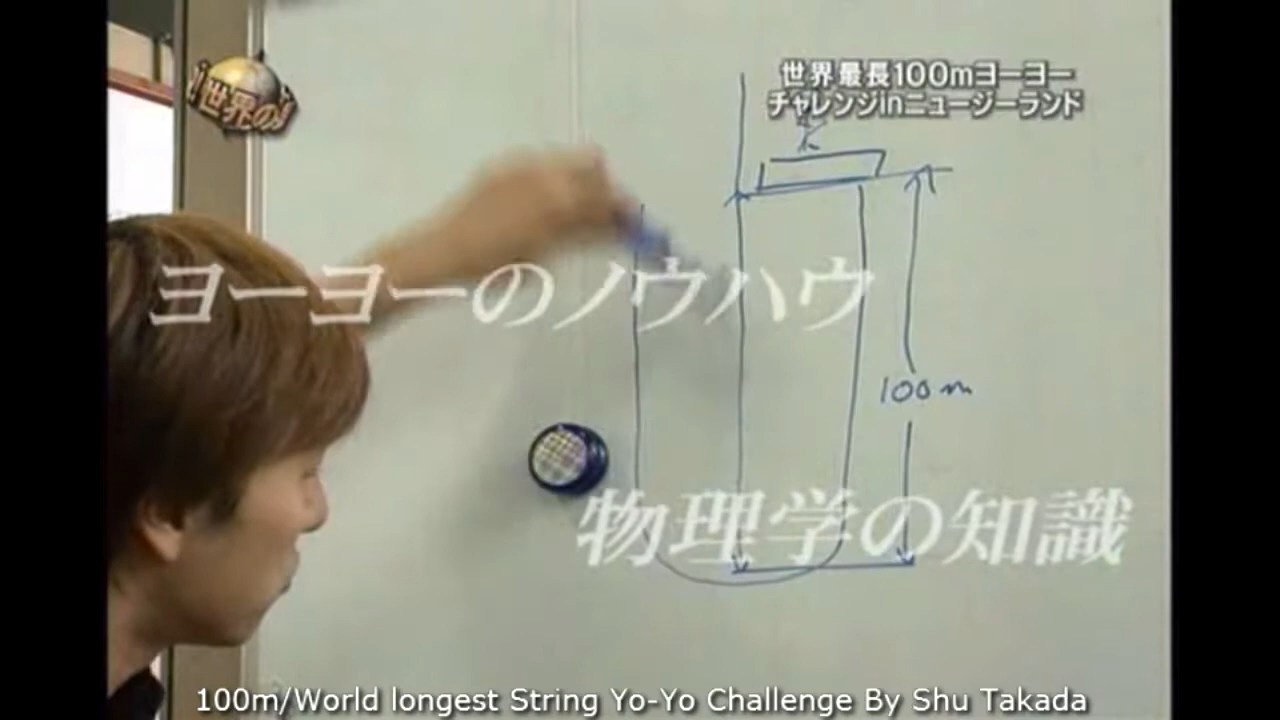 世界の!
世界最長100mヨーヨー
チャレンジinニュージーランド
ヨーヨーのノウハウ
100m
物理学の知識
100m/World longest String Yo-Yo Challenge By Shu Takada